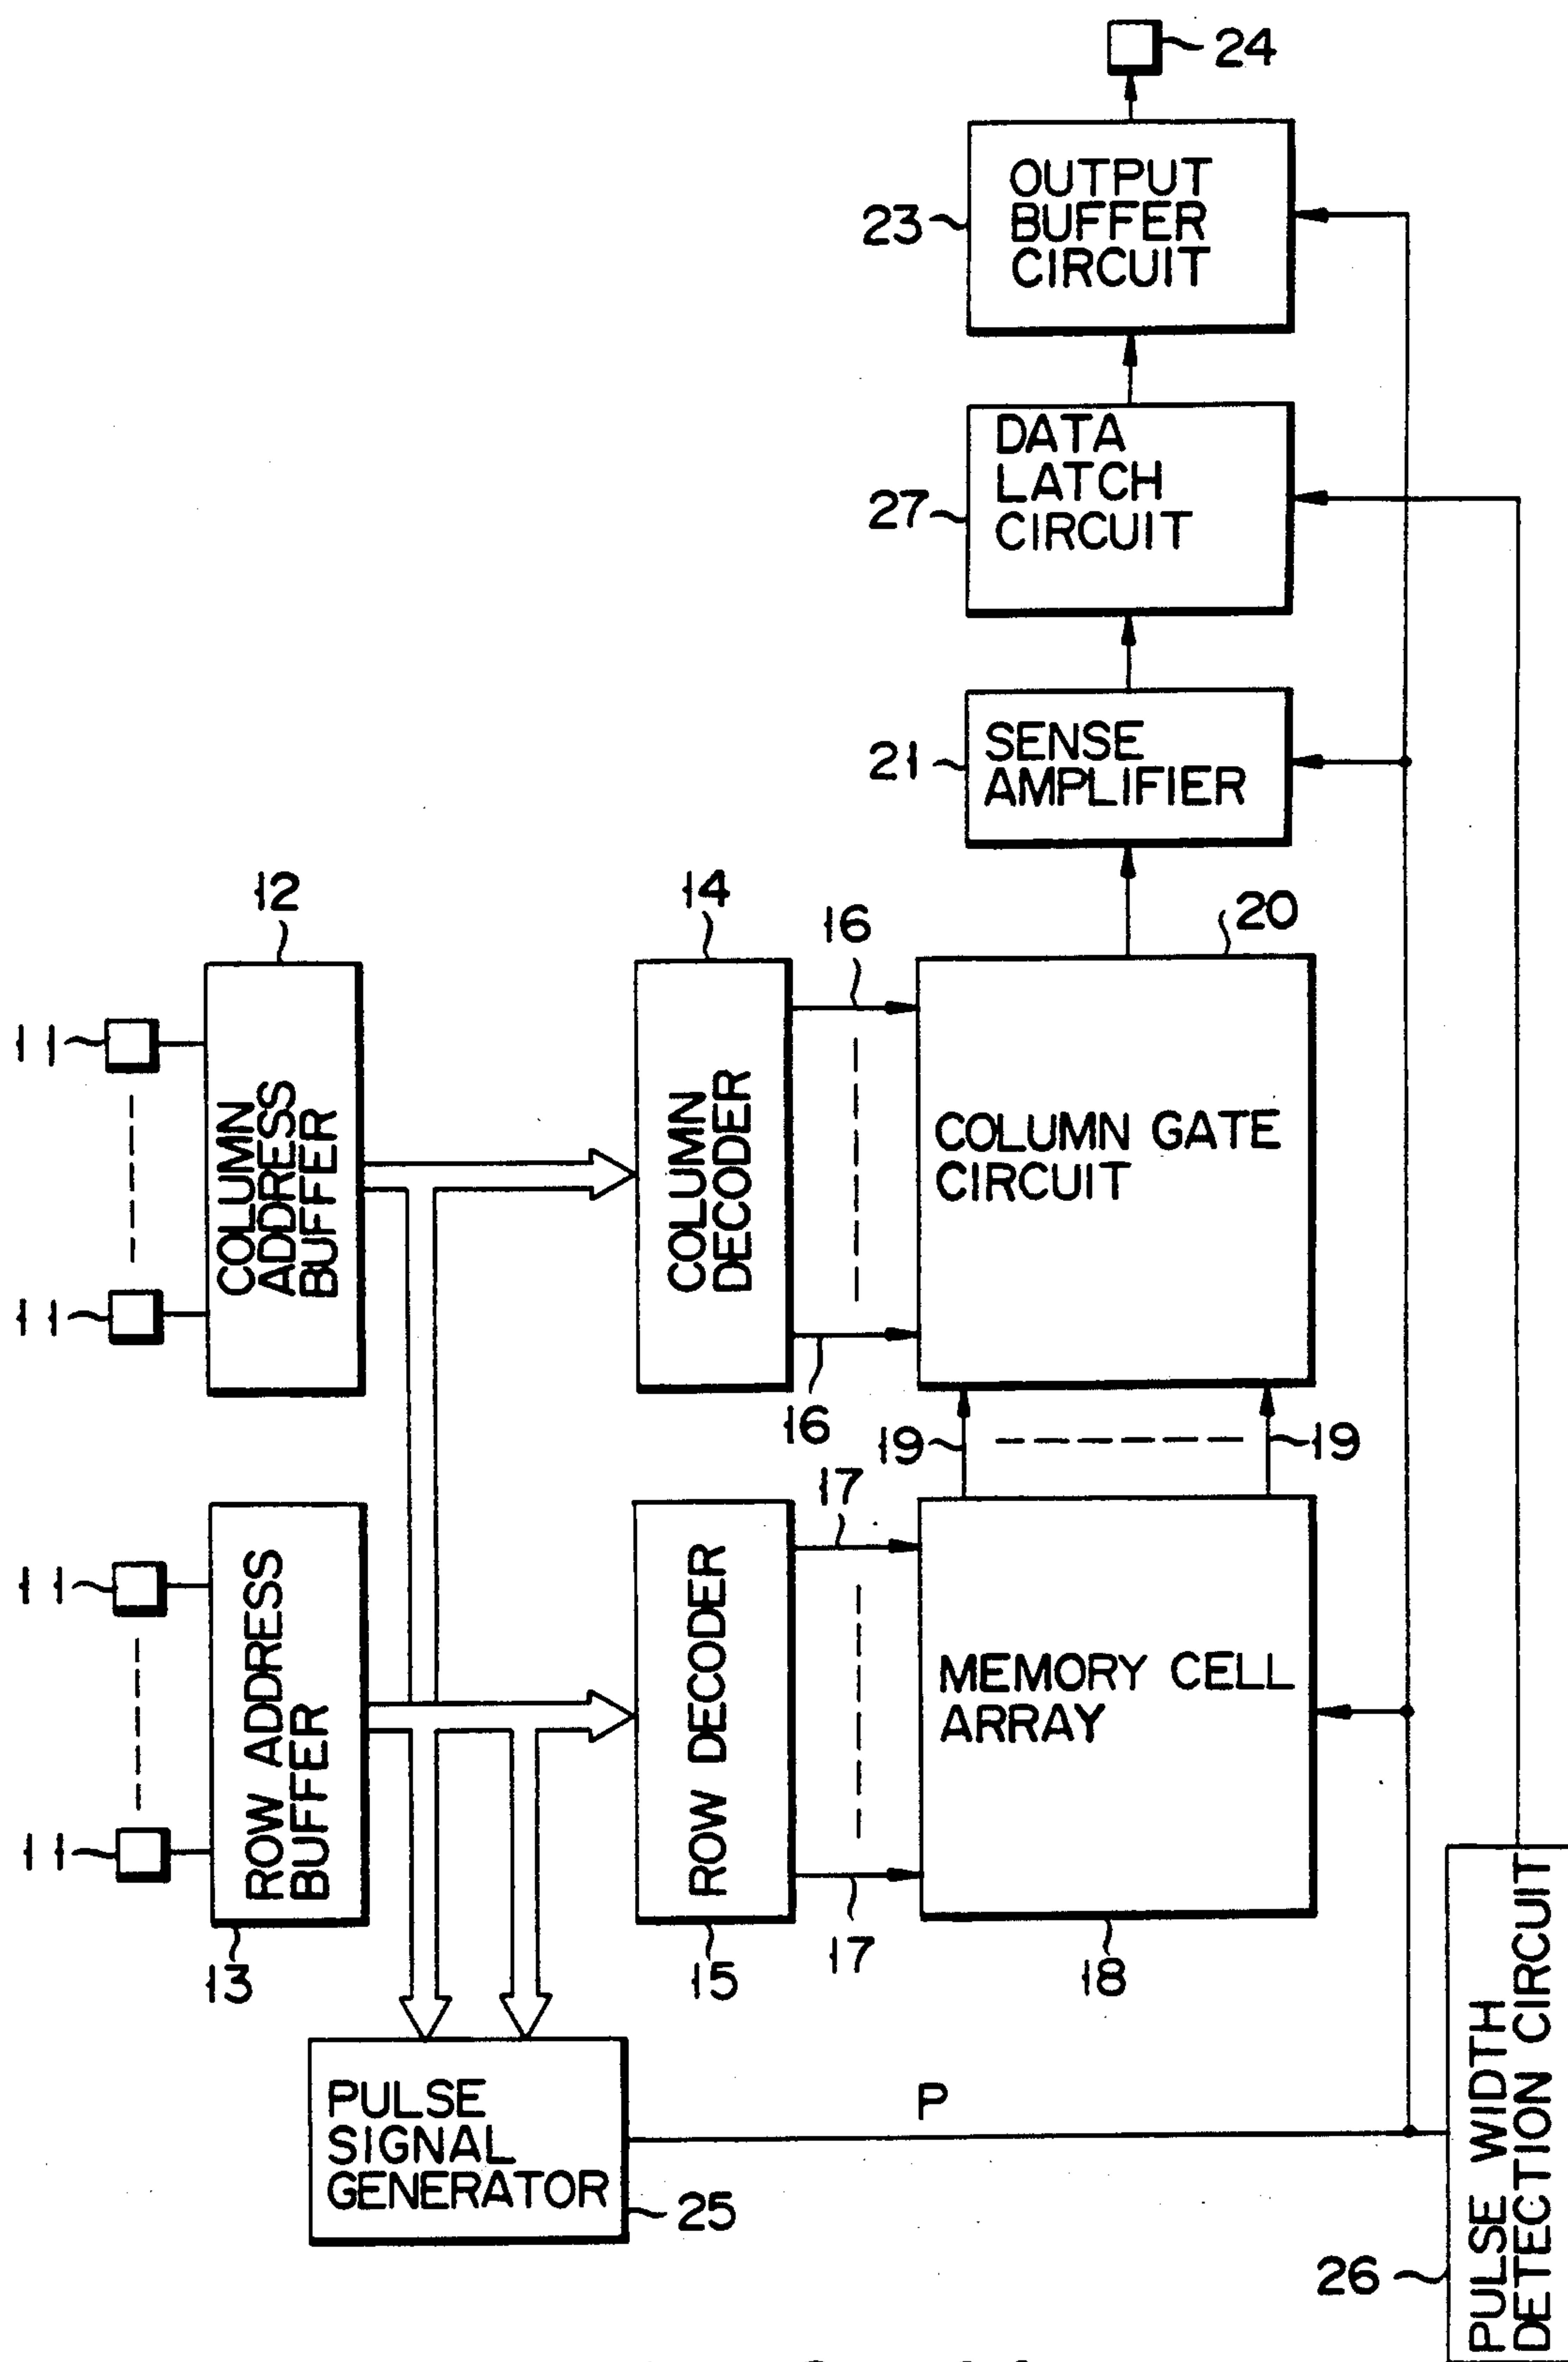 24
OUTPUT
BUFFER
CIRCUIT
23
DATA
LATCH
CIRCUIT
27
SENSE
AMPLIFIER
21
12
14
16
20
11
COLUMN
ADDRESS
BUFFER
COLUMN
DECODER
COLUMN GATE
CIRCUIT
11
16
19
19
17
11
ROW ADDRESS
BUFFER
ROW DECODER
MEMORY CELL
ARRAY
11
13
15
17
18
PULSE
SIGNAL
GENERATOR
25
P
PULSE WIDTH
DETECTION CIRCUIT
26